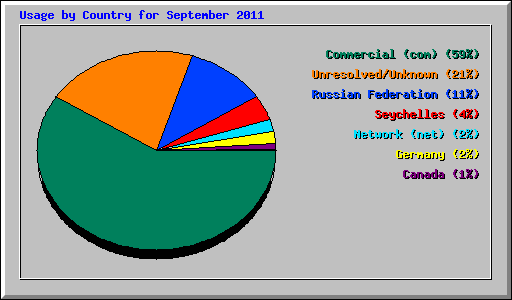 Usage by Country for September 2011
Commercial (com) (59%)
Unresolved/Unknown (21%)
Russian Federation (11%)
Seychelles (4%)
Network (net) (2%)
Germany (2%)
Canada (1%)